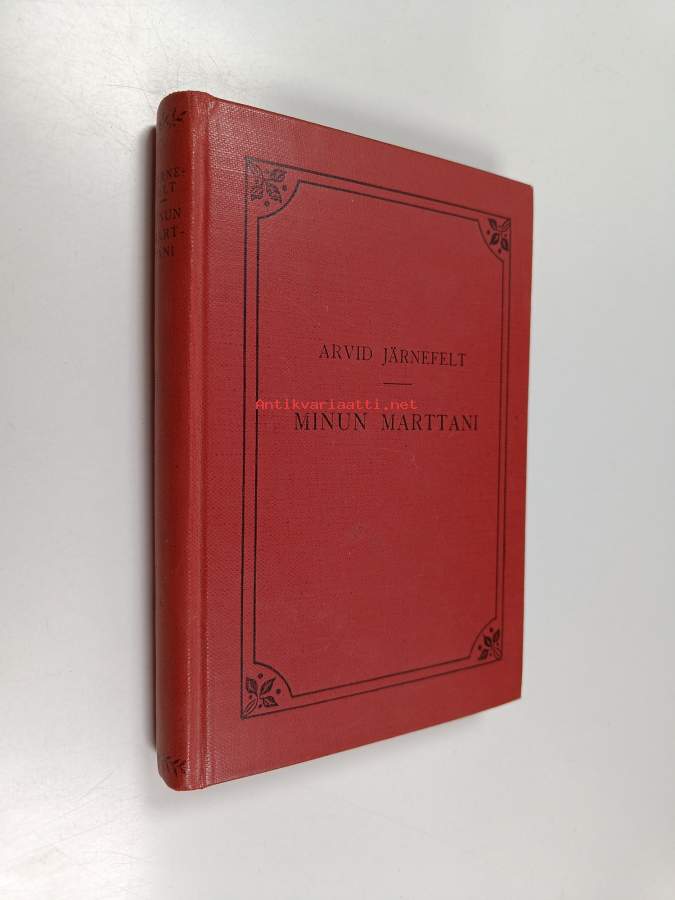 ARVID JÄRNEFELT
Antikvariaatti.net
MINUN MARTTANI